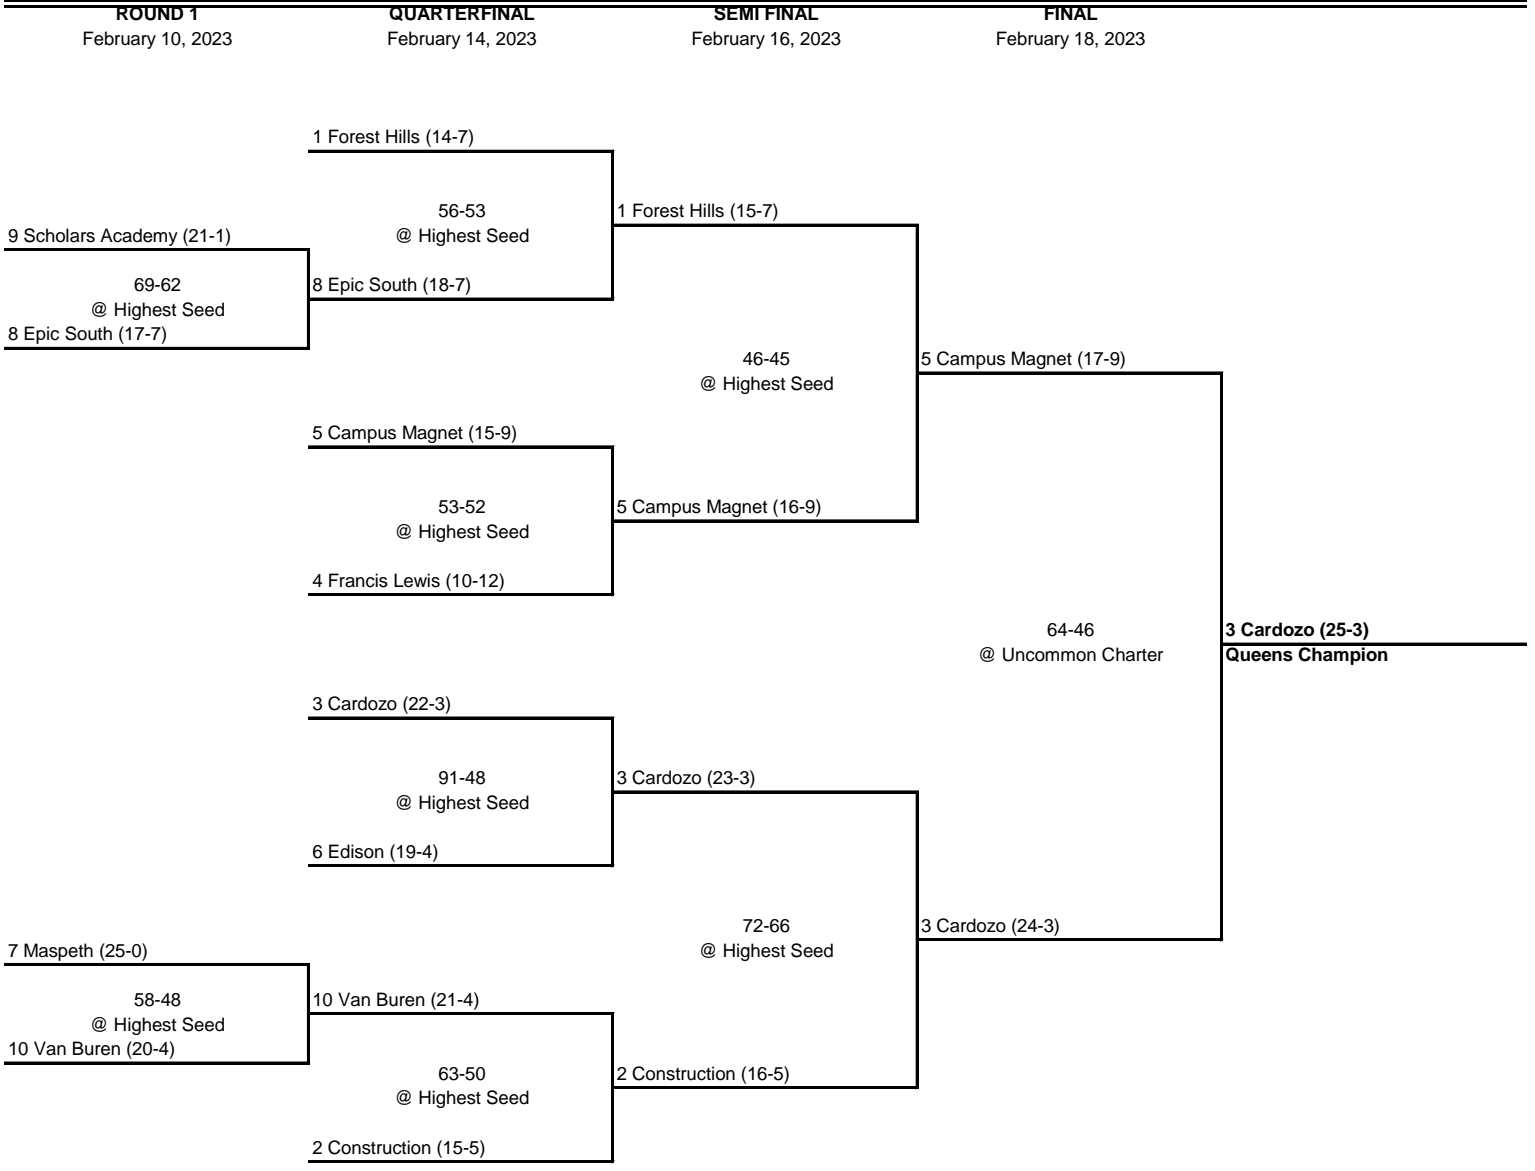 ROUND 1
QUARTERFINAL
SEMI FINAL
FINAL
February 10, 2023
February 14, 2023
February 16, 2023
February 18, 2023
1 Forest Hills (14-7)
56-53
@ Highest Seed
1 Forest Hills (15-7)
9 Scholars Academy (21-1)
69-62
@ Highest Seed
8 Epic South (17-7)
8 Epic South (18-7)
46-45
@ Highest Seed
5 Campus Magnet (17-9)
5 Campus Magnet (15-9)
53-52
@ Highest Seed
5 Campus Magnet (16-9)
4 Francis Lewis (10-12)
64-46
@ Uncommon Charter
3 Cardozo (25-3)
Queens Champion
3 Cardozo (22-3)
91-48
@ Highest Seed
3 Cardozo (23-3)
6 Edison (19-4)
72-66
@ Highest Seed
3 Cardozo (24-3)
7 Maspeth (25-0)
58-48
@ Highest Seed
10 Van Buren (20-4)
10 Van Buren (21-4)
63-50
@ Highest Seed
2 Construction (16-5)
2 Construction (15-5)